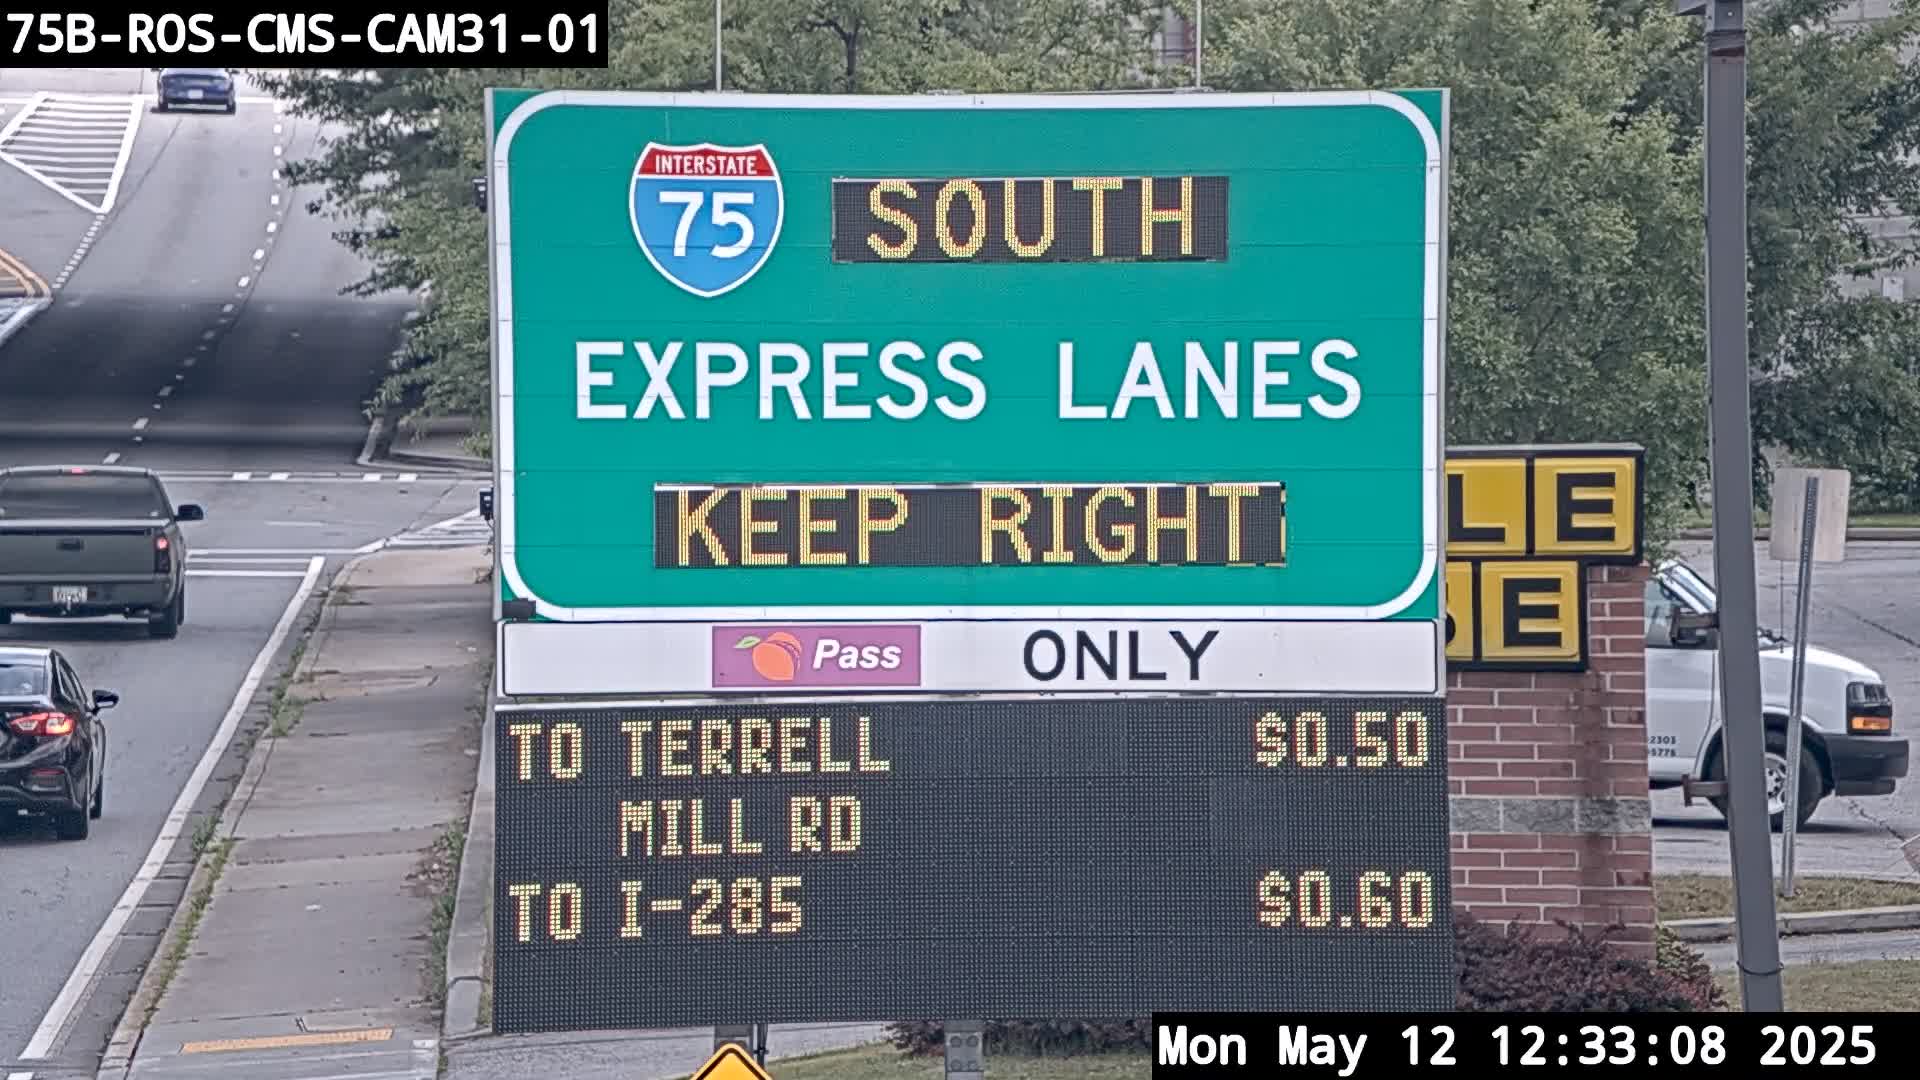 75B-ROS-CMS-CAM31-01
INTERSTATE
75
SOUTH
EXPRESS LANES
KEEP RIGHT
LE
E
Pass ONLY
TO TERRELL $0.50
MILL RD
TO I-285 $0.60
Mon May 12 12:33:08 2025